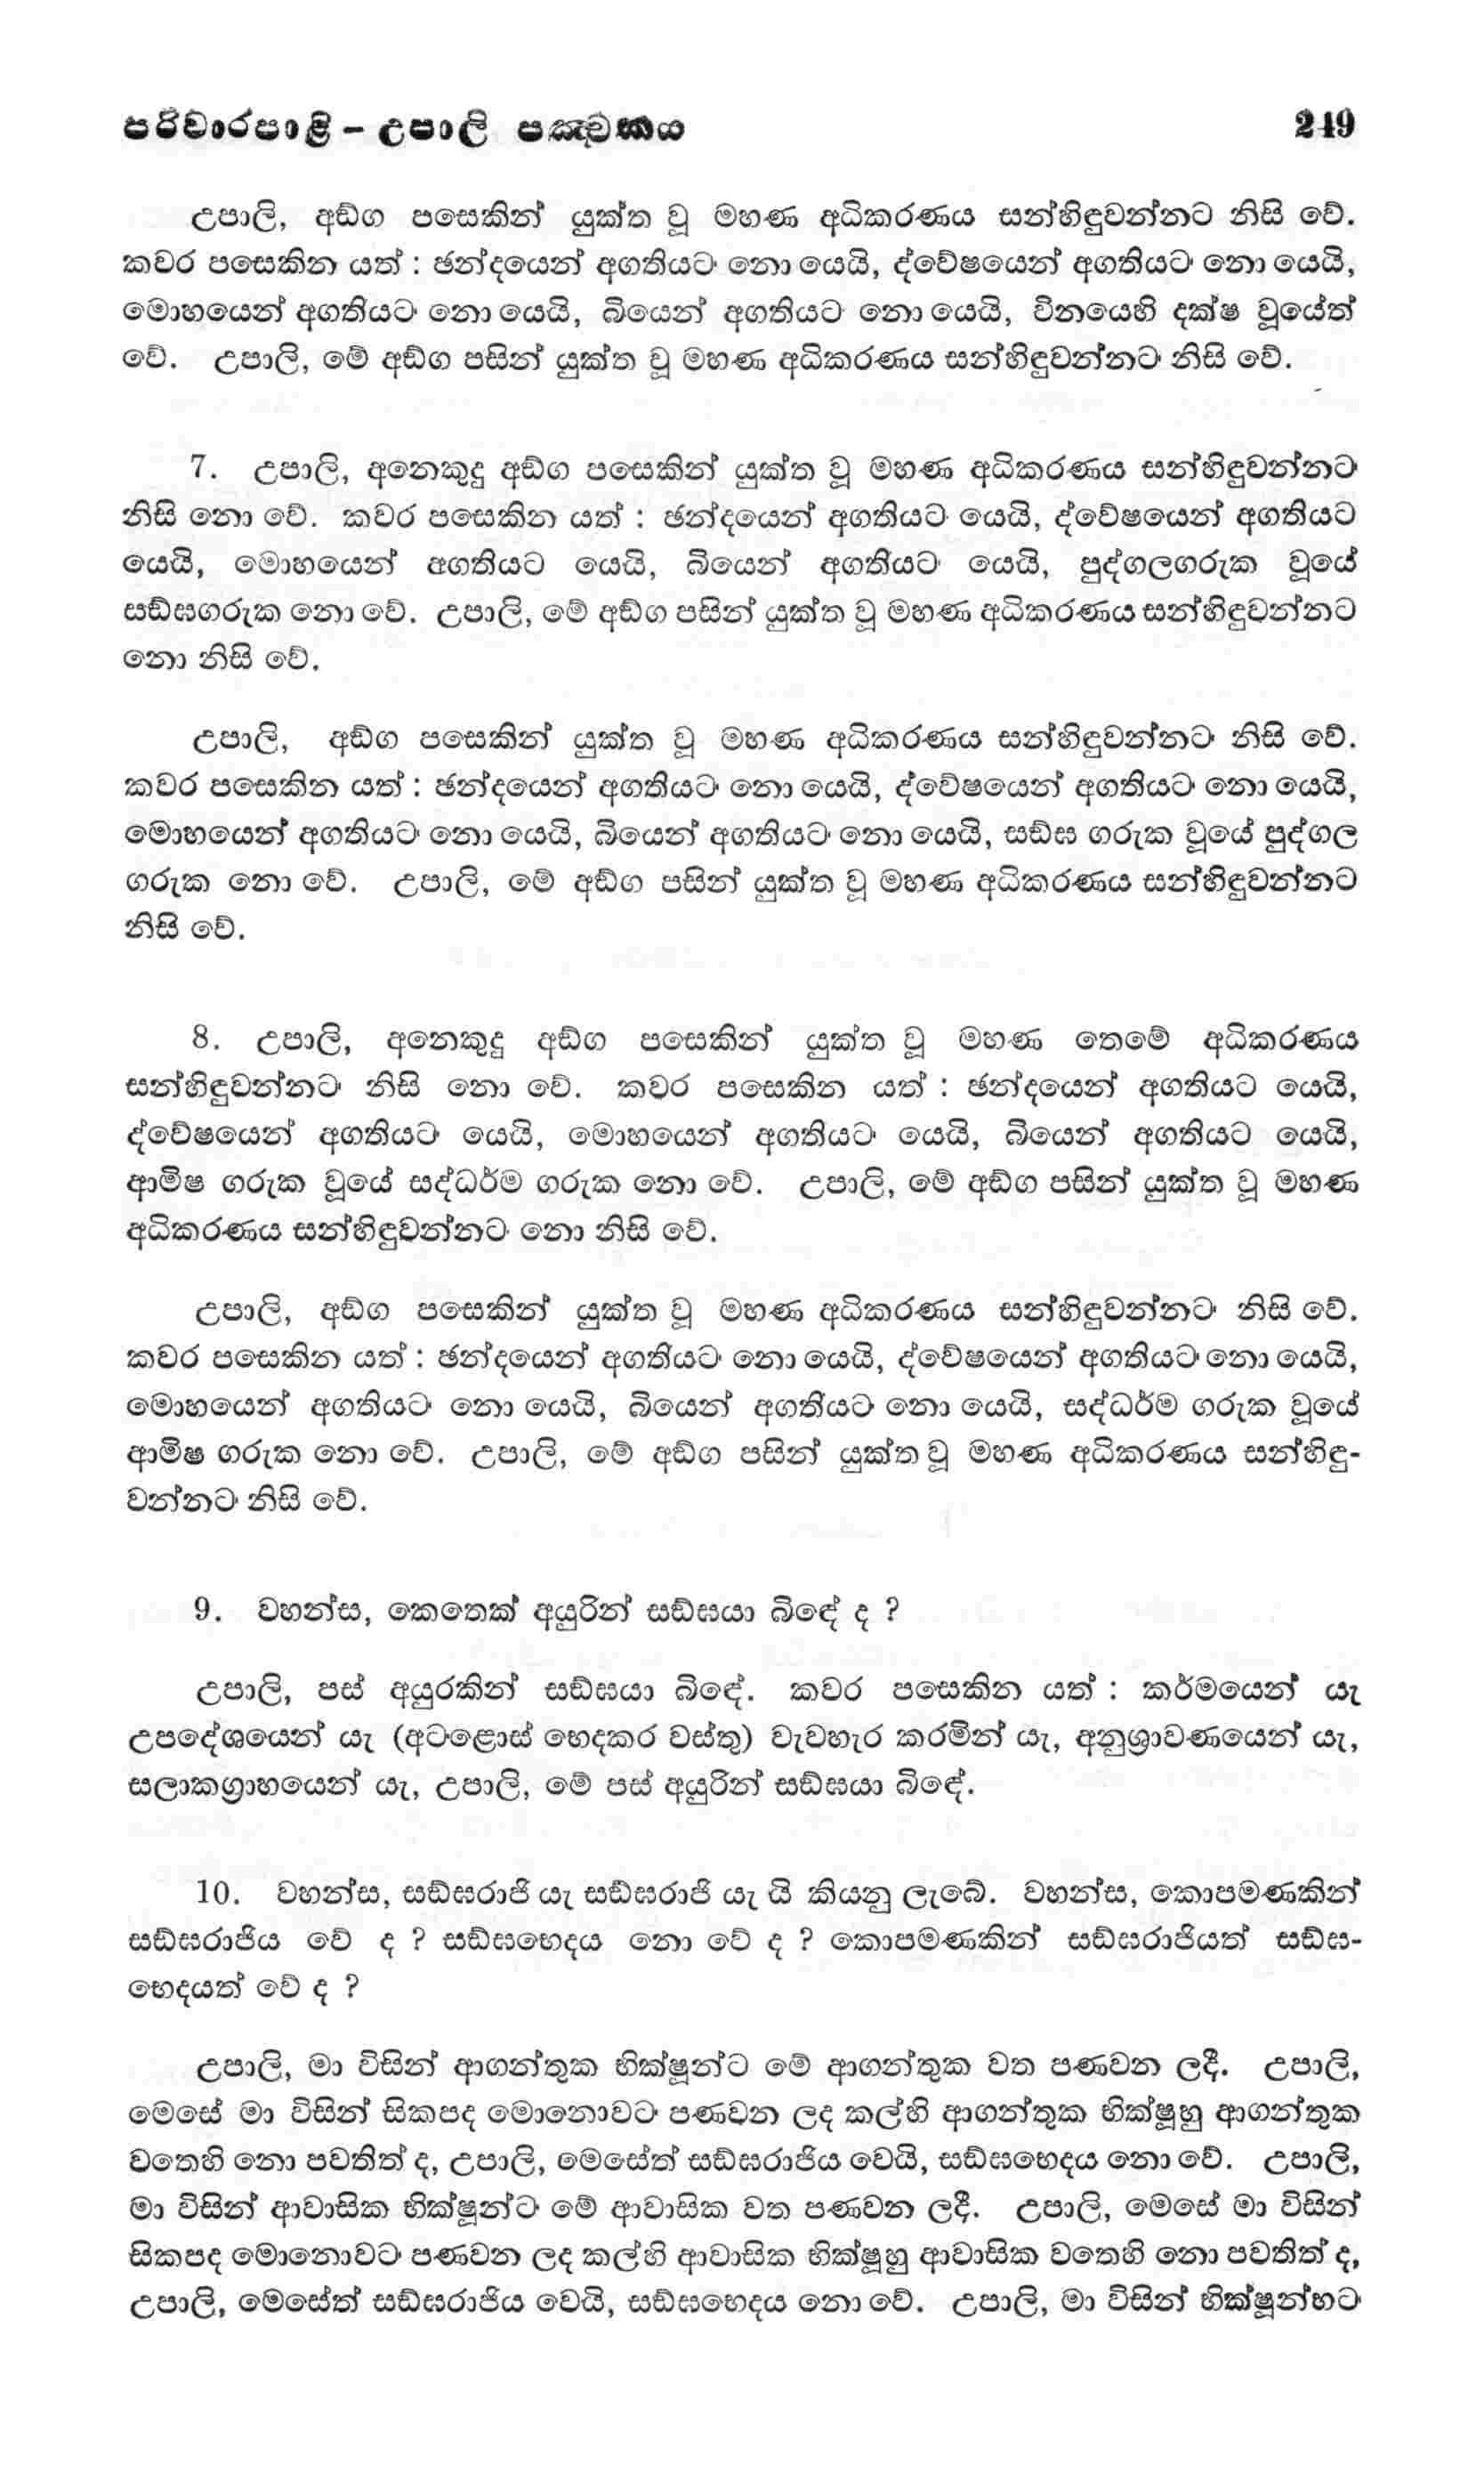 පරිවාරපාළි – උපාලි පඤ්චකය 249
උපාලි, අඞ්ග පසෙකින් යුක්ත වූ මහණ අධිකරණය සන්හිඳුවන්නට නිසි වේ.
කවර පසෙකින යත් : ඡන්දයෙන් අගතියට නො යෙයි, ද්වේෂයෙන් අගතියට නො යෙයි,
මොහයෙන් අගතියට නො යෙයි, බියෙන් අගතියට නො යෙයි, විනයෙහි දක්ෂ වූයේත්
වේ. උපාලි, මේ අඞ්ග පසින් යුක්ත වූ මහණ අධිකරණය සන්හිඳුවන්නට නිසි වේ.
7. උපාලි, අනෙකුදු අඞ්ග පසෙකින් යුක්ත වූ මහණ අධිකරණය සන්හිඳුවන්නට
නිසි නො වේ. කවර පසෙකින යත් : ඡන්දයෙන් අගතියට යෙයි, ද්වේෂයෙන් අගතියට
යෙයි, මොහයෙන් අගතියට යෙයි, බියෙන් අගතියට යෙයි, පුද්ගලගරුක වූයේ
සඞ්ඝගරුක නො වේ. උපාලි, මේ අඞ්ග පසින් යුක්ත වූ මහණ අධිකරණය සන්හිඳුවන්නට
නො නිසි වේ.
උපාලි, අඞ්ග පසෙකින් යුක්ත වූ මහණ අධිකරණය සන්හිඳුවන්නට නිසි වේ.
කවර පසෙකින යත් : ඡන්දයෙන් අගතියට නො යෙයි, ද්වේෂයෙන් අගතියට නො යෙයි,
මොහයෙන් අගතියට නො යෙයි, බියෙන් අගතියට නො යෙයි, සඞ්ඝ ගරුක වූයේ පුද්ගල
ගරුක නො වේ. උපාලි, මේ අඞ්ග පසින් යුක්ත වූ මහණ අධිකරණය සන්හිඳුවන්නට
නිසි වේ.
8. උපාලි, අනෙකුදු අඞ්ග පසෙකින් යුක්ත වූ මහණ තෙමේ අධිකරණය
සන්හිඳුවන්නට නිසි නො වේ. කවර පසෙකින යත් : ඡන්දයෙන් අගතියට යෙයි,
ද්වේෂයෙන් අගතියට යෙයි, මොහයෙන් අගතියට යෙයි, බියෙන් අගතියට යෙයි,
ආමිෂ ගරුක වූයේ සද්ධර්ම ගරුක නො වේ. උපාලි, මේ අඞ්ග පසින් යුක්ත වූ මහණ
අධිකරණය සන්හිඳුවන්නට නො නිසි වේ.
උපාලි, අඞ්ග පසෙකින් යුක්ත වූ මහණ අධිකරණය සන්හිඳුවන්නට නිසි වේ.
කවර පසෙකින යත් : ඡන්දයෙන් අගතියට නො යෙයි, ද්වේෂයෙන් අගතියට නො යෙයි,
මොහයෙන් අගතියට නො යෙයි, බියෙන් අගතියට නො යෙයි, සද්ධර්ම ගරුක වූයේ
ආමිෂ ගරුක නො වේ. උපාලි, මේ අඞ්ග පසින් යුක්ත වූ මහණ අධිකරණය සන්හිඳු-
වන්නට නිසි වේ.
9. වහන්ස, කෙතෙක් අයුරින් සඞ්ඝයා බිඳේ ද ?
උපාලි, පස් අයුරකින් සඞ්ඝයා බිඳේ. කවර පසෙකින යත් : කර්මයෙන් යැ
උපදේශයෙන් යැ (අටළොස් භෙදකර වස්තු) වැවහැර කරමින් යැ, අනුශ්‍රාවණයෙන් යැ,
සලාකග්‍රාහයෙන් යැ, උපාලි, මේ පස් අයුරින් සඞ්ඝයා බිඳේ.
10. වහන්ස, සඞ්ඝරාජි යැ සඞ්ඝරාජි යැ යි කියනු ලැබේ. වහන්ස, කොපමණකින්
සඞ්ඝරාජිය වේ ද ? සඞ්ඝභෙදය නො වේ ද ? කොපමණකින් සඞ්ඝරාජියත් සඞ්ඝ-
භෙදයත් වේ ද ?
උපාලි, මා විසින් ආගන්තුක භික්ෂූන්ට මේ ආගන්තුක වත පණවන ලදී. උපාලි,
මෙසේ මා විසින් සිකපද මොනොවට පණවන ලද කල්හි ආගන්තුක භික්ෂූහු ආගන්තුක
වතෙහි නො පවතිත් ද, උපාලි, මෙසේත් සඞ්ඝරාජිය වෙයි, සඞ්ඝභෙදය නො වේ. උපාලි,
මා විසින් ආවාසික භික්ෂූන්ට මේ ආවාසික වත පණවන ලදී. උපාලි, මෙසේ මා විසින්
සිකපද මොනොවට පණවන ලද කල්හි ආවාසික භික්ෂූහු ආවාසික වතෙහි නො පවතිත් ද,
උපාලි, මෙසේත් සඞ්ඝරාජිය වෙයි, සඞ්ඝභෙදය නො වේ. උපාලි, මා විසින් භික්ෂූන්හට